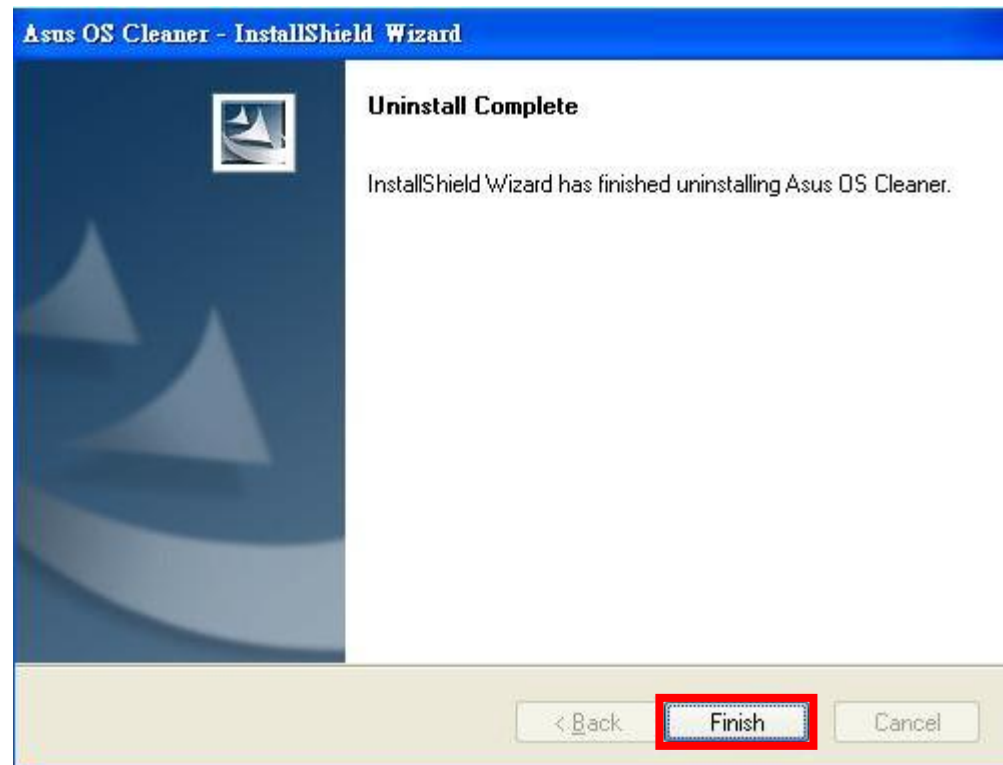 Asus OS Cleaner - InstallShield Wizard
Uninstall Complete
InstallShield Wizard has finished uninstalling Asus OS Cleaner.
< Back
Finish
Cancel